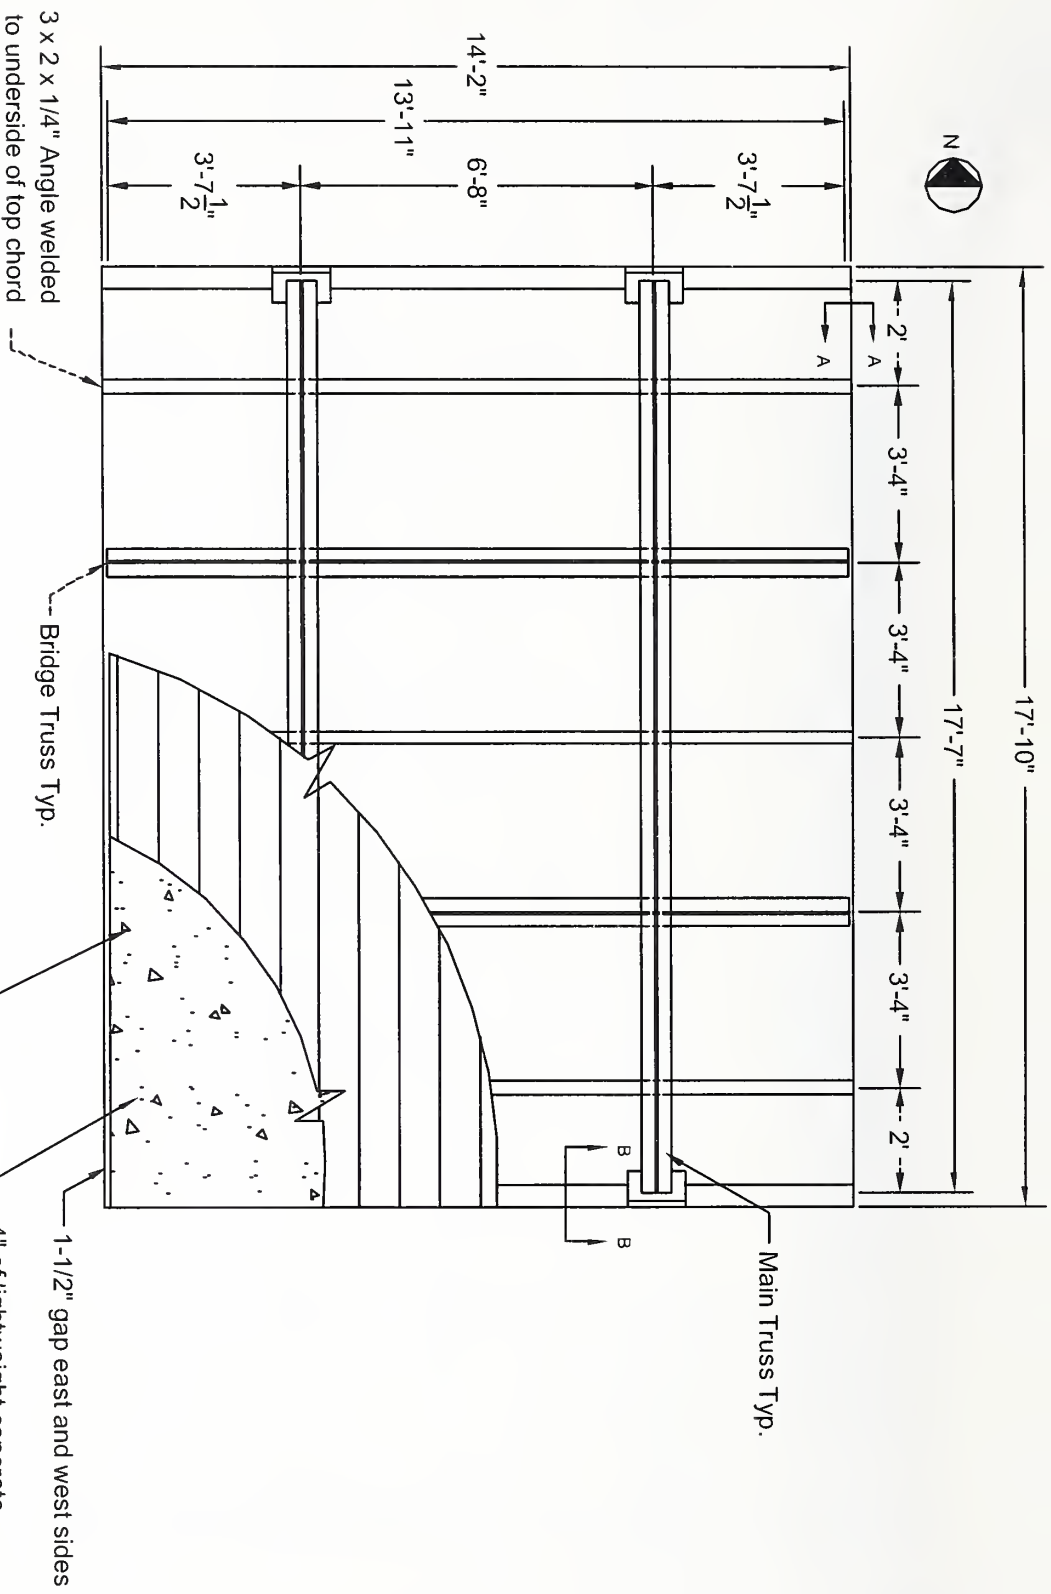 17'-10"
17'-7"
N
2' 3'-4" 3'-4" 3'-4" 3'-4" 2'
A
A
Main Truss Typ.
3'-7 1/2"
B B
14'-2"
13'-11"
6'-8"
3'-7 1/2"
1-1/2" gap east and west sides
Bridge Truss Typ.
3 x 2 x 1/4" Angle welded
to underside of top chord